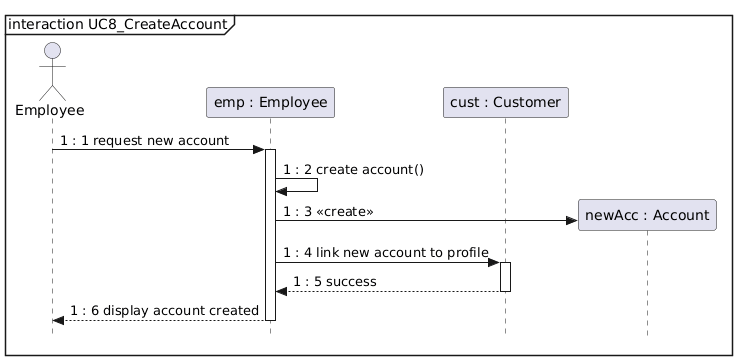 interaction UC8_CreateAccount
Employee
emp : Employee
cust : Customer
1 : 1 request new account
1 : 2 create account()
1 : 3 «create»
newAcc : Account
1 : 4 link new account to profile
1 : 5 success
1 : 6 display account created